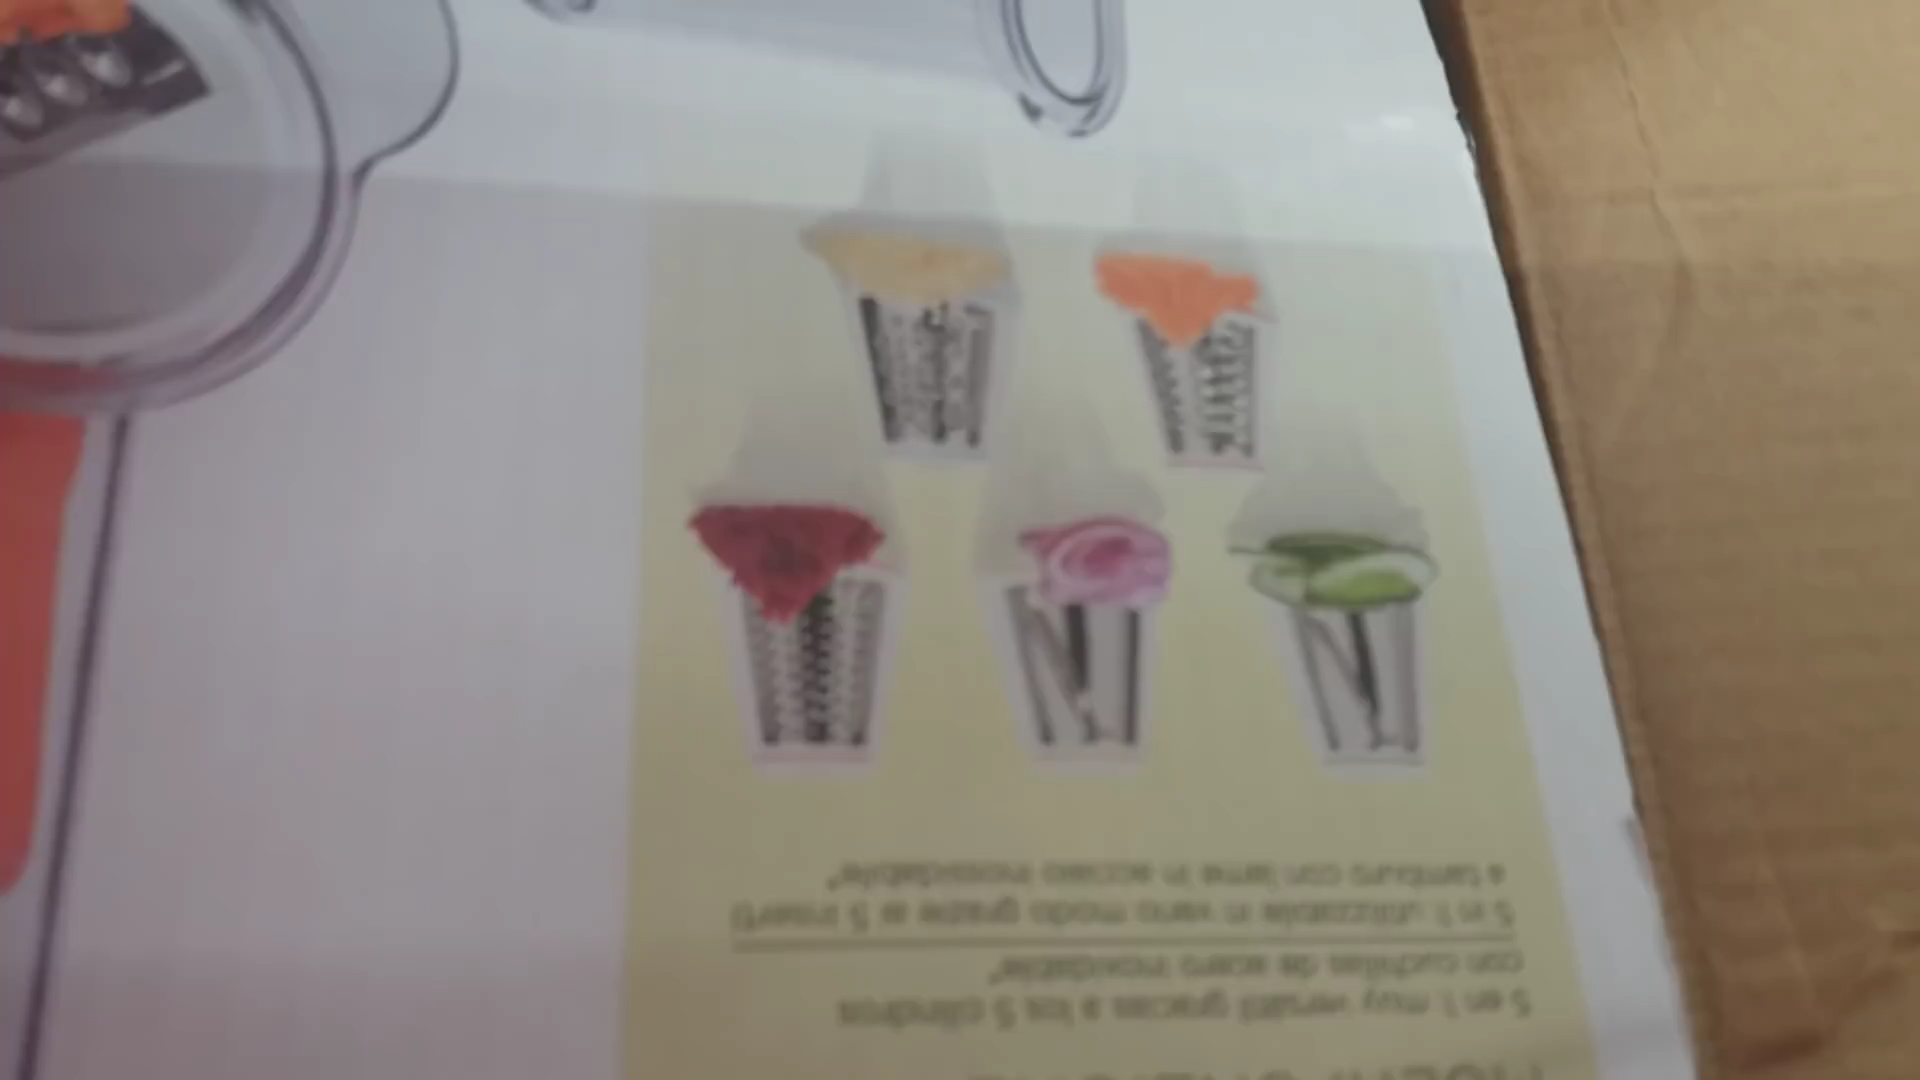 5 en 1: muy versátil gracias a los 5 cilindros
con cuchillas de acero inoxidable*
5 in 1: utilizzabile in vario modo grazie ai 5 inserti
a tamburo con lame in acciaio inossidabile*